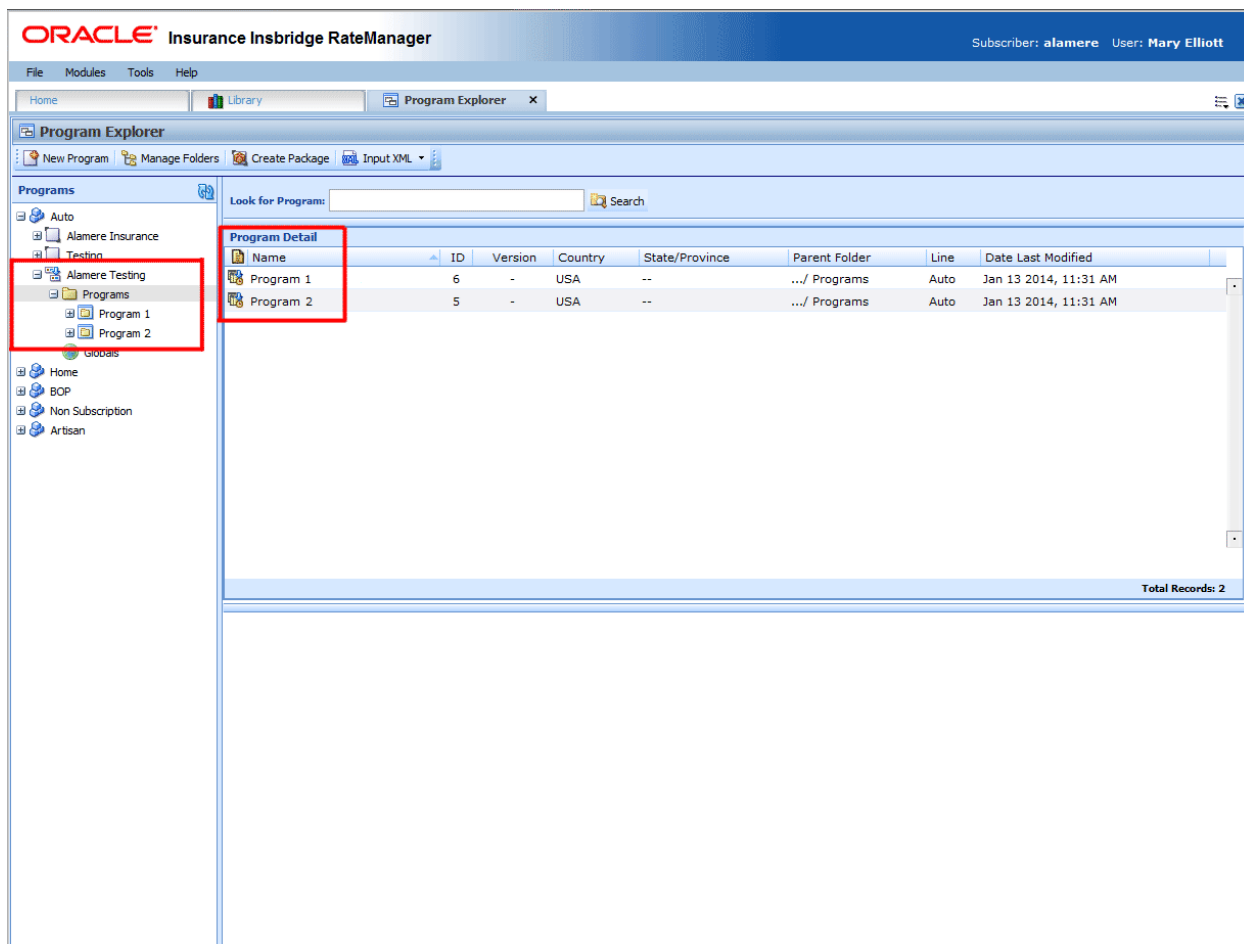 ORACLE Insurance Insbridge RateManager
Subscriber: alamere User: Mary Elliott
File Modules Tools Help
Home Library Program Explorer x
Program Explorer
New Program Manage Folders Create Package Input XML
Programs
Auto
Alamere Insurance
Testing
Alamere Testing
Programs
Program 1
Program 2
Globals
Home
BOP
Non Subscription
Artisan
Look for Program: Search
Program Detail
Name ID Version Country State/Province Parent Folder Line Date Last Modified
Program 1 6 - USA -- .../ Programs Auto Jan 13 2014, 11:31 AM
Program 2 5 - USA -- .../ Programs Auto Jan 13 2014, 11:31 AM
Total Records: 2